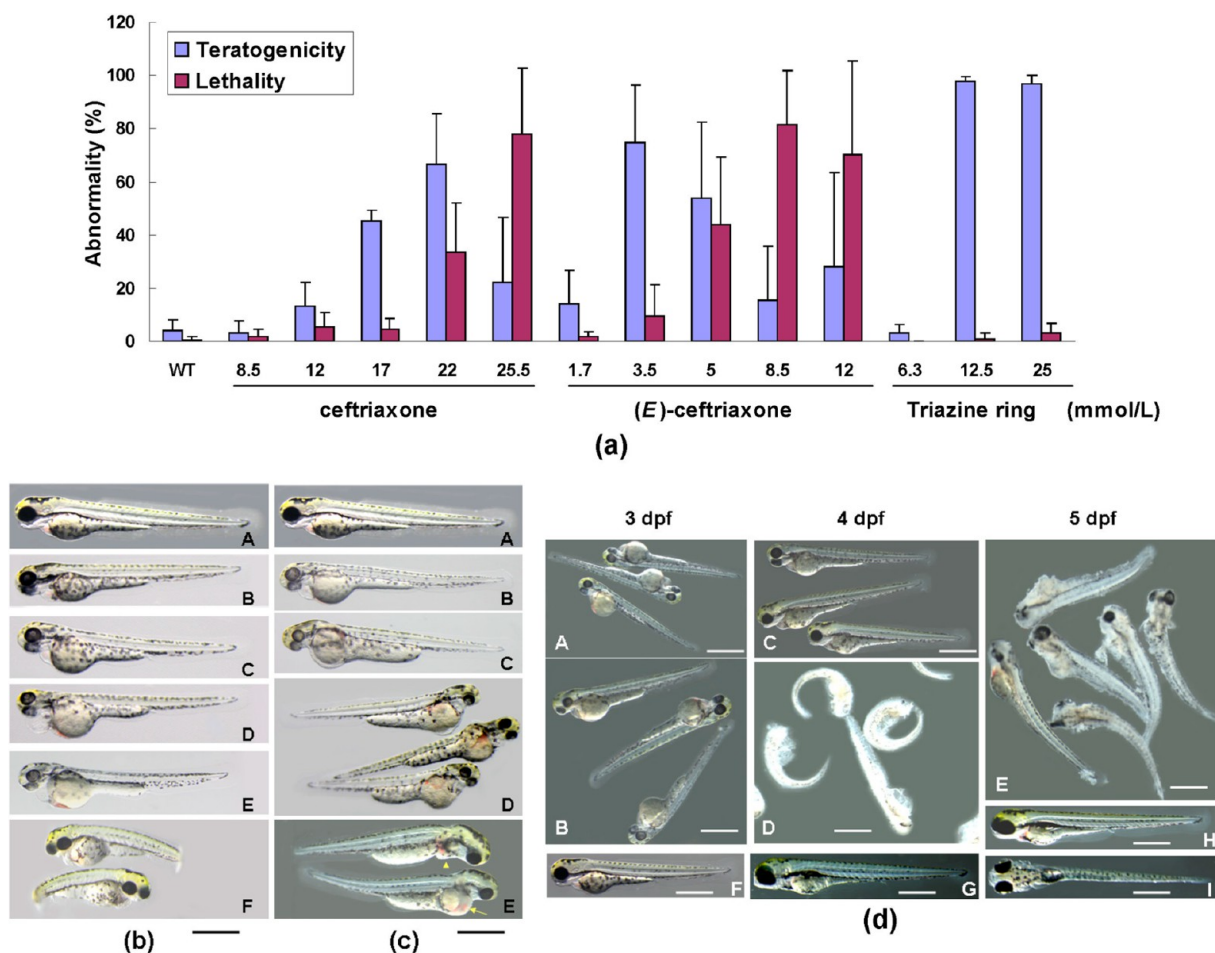 120
Teratogenicity
Lethality
100
80
60
40
20
0
Abnormality (%)
WT 8.5 12 17 22 25.5 1.7 3.5 5 8.5 12 6.3 12.5 25
ceftriaxone (E)-ceftriaxone Triazine ring (mmol/L)
(a)
A
B
C
D
E
F
(b)
A
B
C
D
E
(c)
3 dpf 4 dpf 5 dpf
A
C
B
D
E
F
G
H
I
(d)